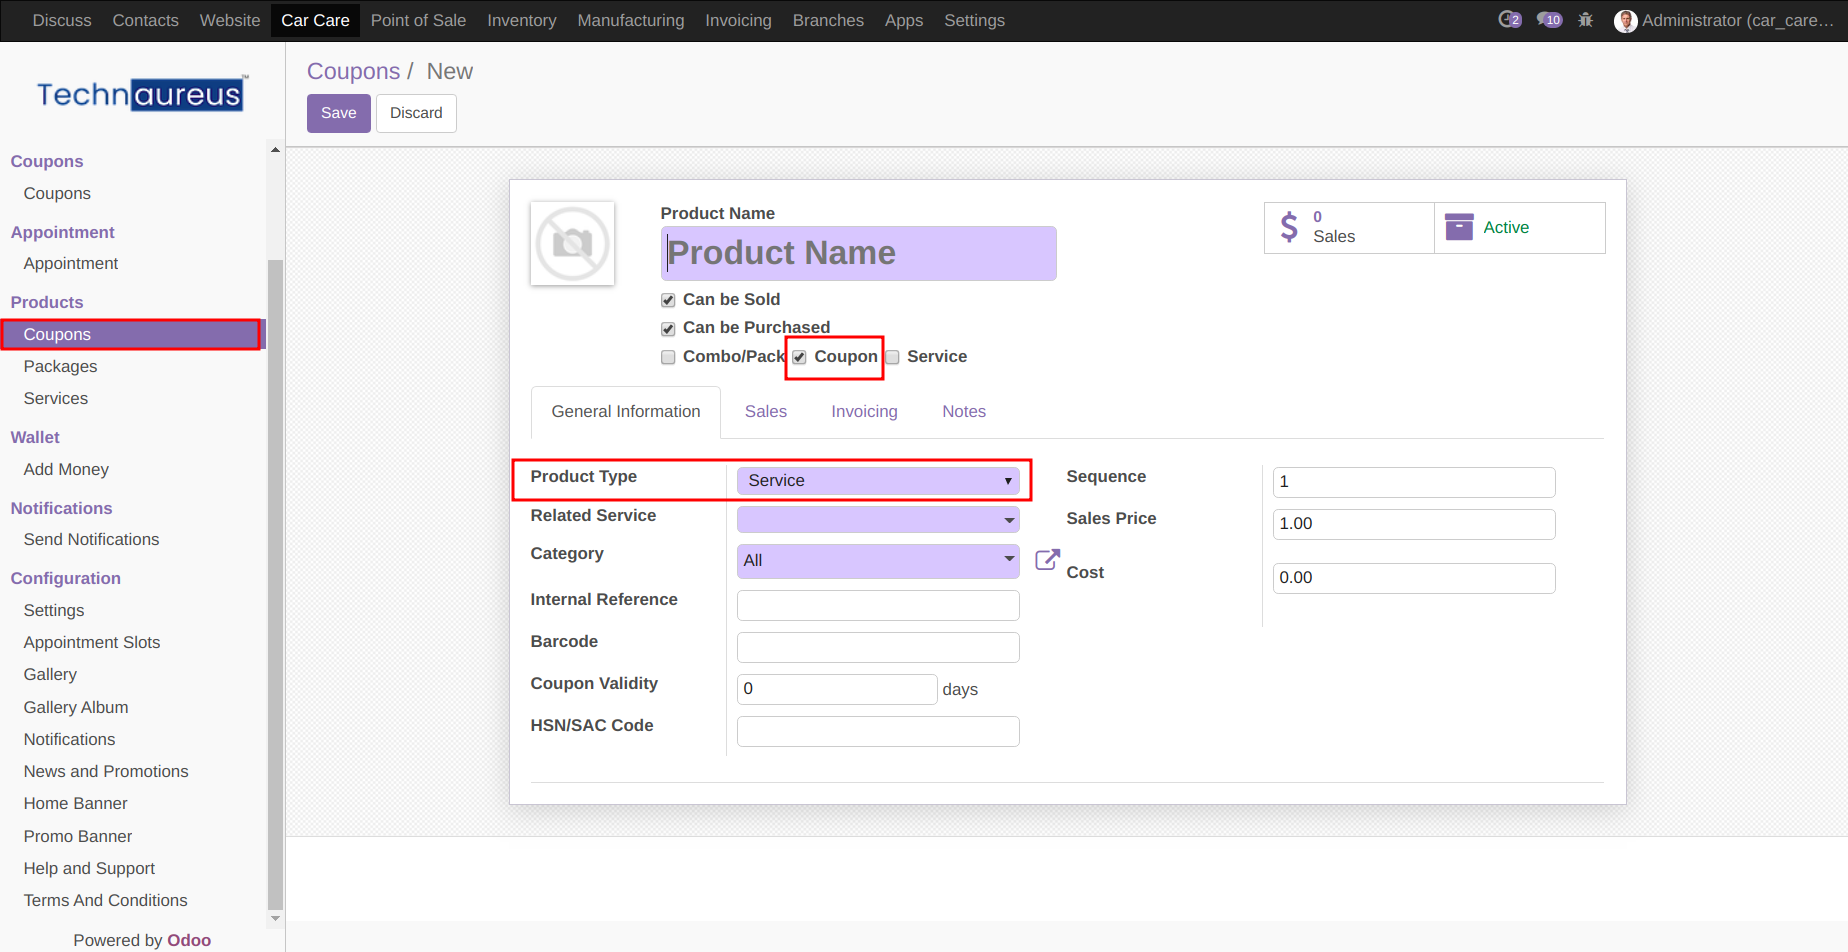 Discuss Contacts Website Car Care Point of Sale Inventory Manufacturing Invoicing Branches Apps Settings 2 10 Administrator (car_care…
Technaureus™
Coupons
Coupons
Appointment
Appointment
Products
Coupons
Packages
Services
Wallet
Add Money
Notifications
Send Notifications
Configuration
Settings
Appointment Slots
Gallery
Gallery Album
Notifications
News and Promotions
Home Banner
Promo Banner
Help and Support
Terms And Conditions
Powered by Odoo
Coupons / New
Save Discard
Product Name
Product Name
Can be Sold
Can be Purchased
Combo/Pack Coupon Service
0
Sales
Active
General Information Sales Invoicing Notes
Product Type Service
Related Service
Category All
Internal Reference
Barcode
Coupon Validity 0 days
HSN/SAC Code
Sequence 1
Sales Price 1.00
Cost 0.00